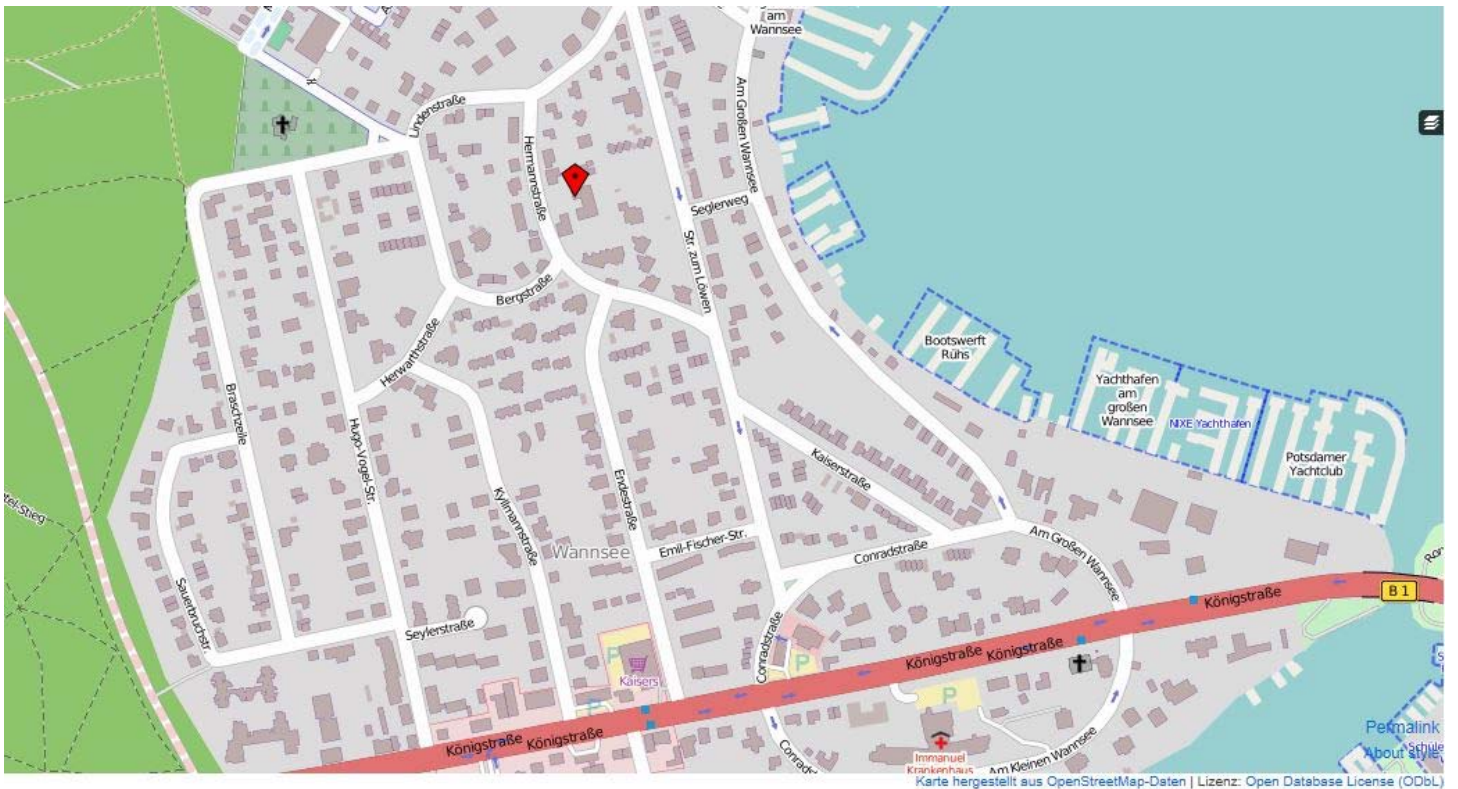 am
Wannsee
Lindenstraße
Hermannstraße
Am Großen Wannsee
Seglerweg
Str. zum Löwen
Bergstraße
Herwarthstraße
Bootswerft
Rühs
Yachthafen
am
großen
Wannsee
NIXE Yachthafen
Potsdamer
Yachtclub
Braschzeile
Hugo-Vogel-Str.
Kaiserstraße
Endestraße
Kyllmannstraße
Wannsee
Emil-Fischer-Str.
Conradstraße
Am Großen Wannsee
Sauerbruchstr.
Seylerstraße
Königstraße
B 1
Conradstraße
Königstraße
Königstraße
P
P
P
P
Kaisers
Königstraße
Königstraße
Immanuel
Krankenhaus
Am Kleinen Wannsee
Permalink
About style
Karte hergestellt aus OpenStreetMap-Daten | Lizenz: Open Database License (ODbL)